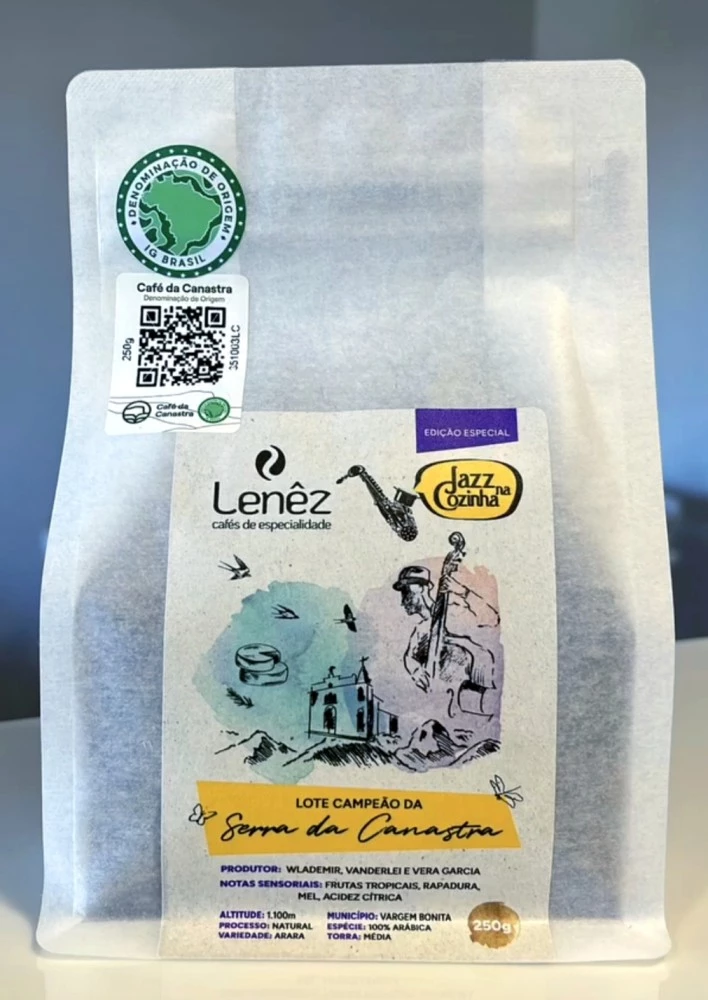 DENOMINAÇÃO DE ORIGEM
IG BRASIL
Café da Canastra
Denominação de Origem
250g
351003LC
Café da
Canastra
EDIÇÃO ESPECIAL
Lenêz
cafés de especialidade
Jazz na
Cozinha
LOTE CAMPEÃO DA
Serra da Canastra
PRODUTOR: WLADEMIR, VANDERLEI E VERA GARCIA
NOTAS SENSORIAIS: FRUTAS TROPICAIS, RAPADURA,
MEL, ACIDEZ CÍTRICA
ALTITUDE: 1.100m
PROCESSO: NATURAL
VARIEDADE: ARARA
MUNICÍPIO: VARGEM BONITA
ESPÉCIE: 100% ARÁBICA
TORRA: MÉDIA
250g